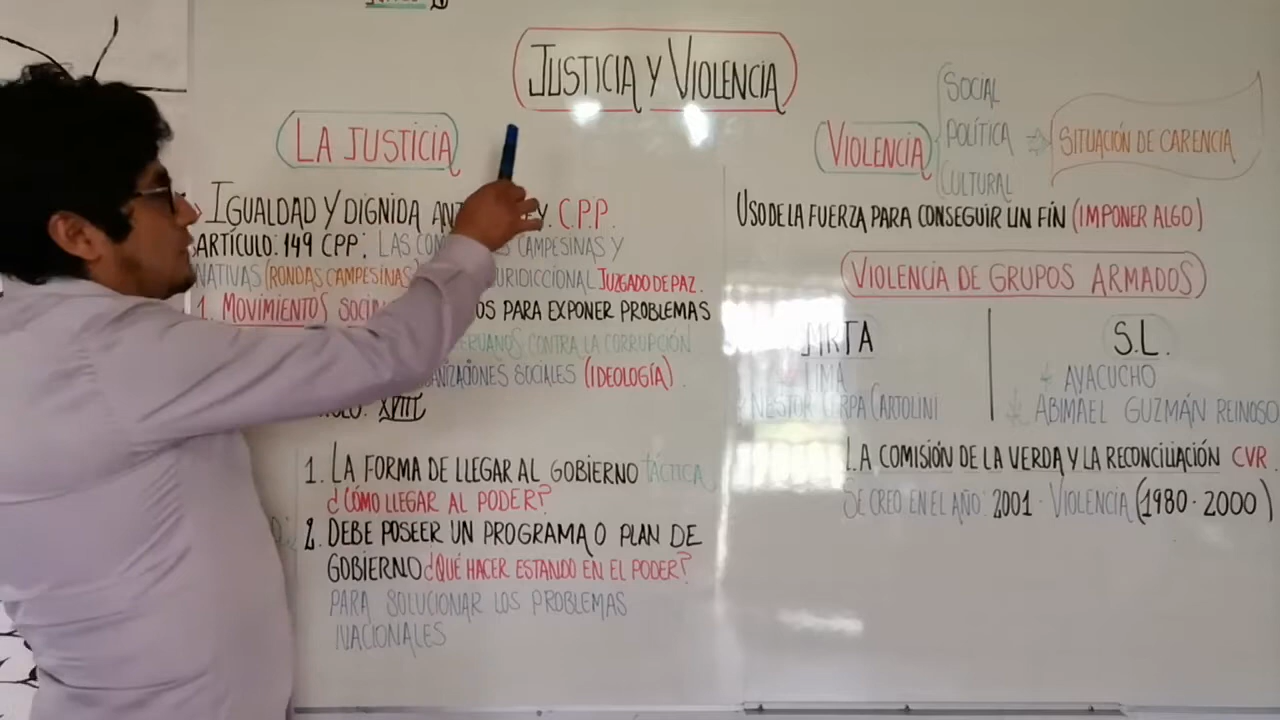 JUSTICIA Y VIOLENCIA
LA JUSTICIA
IGUALDAD Y DIGNIDA Y. C.P.P.
ARTÍCULO: 149 CPP: LAS CAMPESINAS Y
NATIVAS (RONDAS CAMPESINAS JUZGADO DE PAZ.
1. MOVIMIENTOS PARA EXPONER PROBLEMAS
CONTRA LA CORRUPCIÓN
SOCIALES (IDEOLOGÍA).
XVIII
1. LA FORMA DE LLEGAR AL GOBIERNO TÁCTICA
¿CÓMO LLEGAR AL PODER?
2. DEBE POSEER UN PROGRAMA O PLAN DE
GOBIERNO ¿QUÉ HACER ESTANDO EN EL PODER?
PARA SOLUCIONAR LOS PROBLEMAS
NACIONALES
VIOLENCIA
SOCIAL
POLÍTICA
CULTURAL
SITUACIÓN DE CARENCIA
USO DE LA FUERZA PARA CONSEGUIR UN FÍN (IMPONER ALGO)
VIOLENCIA DE GRUPOS ARMADOS
MRTA
LIMA
NESTOR CERPA CARTOLINI
S.L.
AYACUCHO
ABIMAEL GUZMÁN REINOSO
LA COMISIÓN DE LA VERDA Y LA RECONCILIACIÓN CVR.
SE CREO EN EL AÑO: 2001 - VIOLENCIA (1980 - 2000)